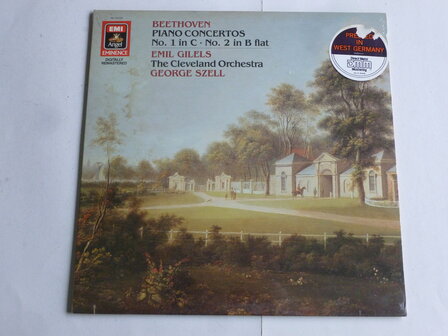 BEETHOVEN
PIANO CONCERTOS
No. 1 in C · No. 2 in B flat
EMIL GILELS
The Cleveland Orchestra
GEORGE SZELL
EMI
Angel
EMINENCE
DIGITALLY
REMASTERED
IN
WEST GERMANY